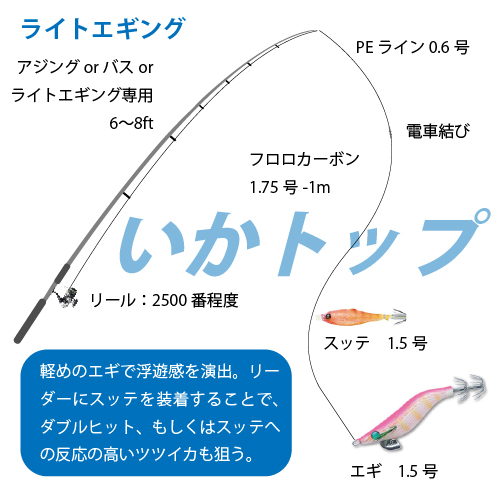 ライトエギング
アジング or バス or
ライトエギング専用
6〜8ft
PE ライン 0.6 号
電車結び
フロロカーボン
1.75 号 -1m
いかトップ
リール：2500 番程度
スッテ　1.5 号
軽めのエギで浮遊感を演出。リー
ダーにスッテを装着することで、
ダブルヒット、もしくはスッテへ
の反応の高いツツイカも狙う。
エギ　1.5 号